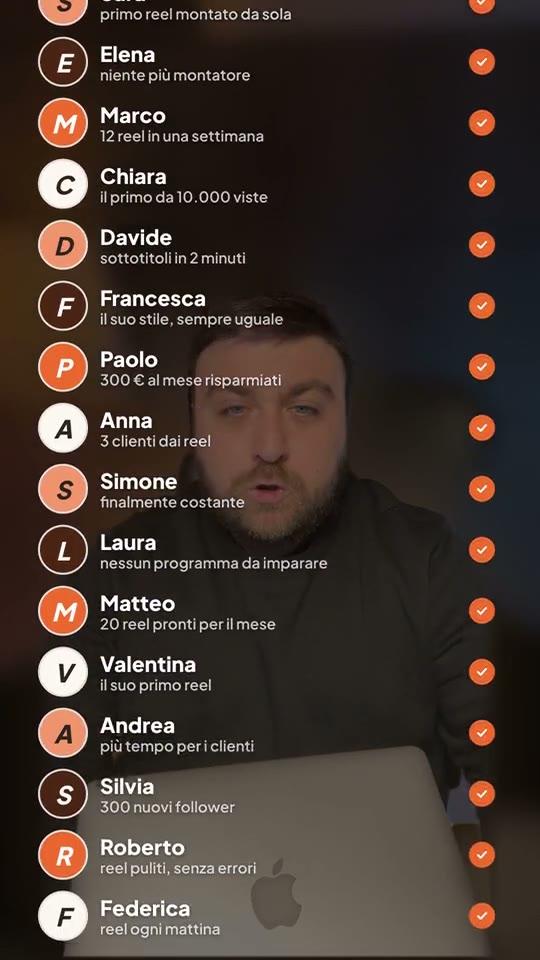 S
primo reel montato da sola
E
Elena
niente più montatore
M
Marco
12 reel in una settimana
C
Chiara
il primo da 10.000 viste
D
Davide
sottotitoli in 2 minuti
F
Francesca
il suo stile, sempre uguale
P
Paolo
300 € al mese risparmiati
A
Anna
3 clienti dai reel
S
Simone
finalmente costante
L
Laura
nessun programma da imparare
M
Matteo
20 reel pronti per il mese
V
Valentina
il suo primo reel
A
Andrea
più tempo per i clienti
S
Silvia
300 nuovi follower
R
Roberto
reel puliti, senza errori
F
Federica
reel ogni mattina